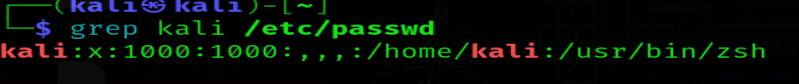 ┌──(kali㉿kali)-[~]
└─$ grep kali /etc/passwd
kali:x:1000:1000:,,,:/home/kali:/usr/bin/zsh